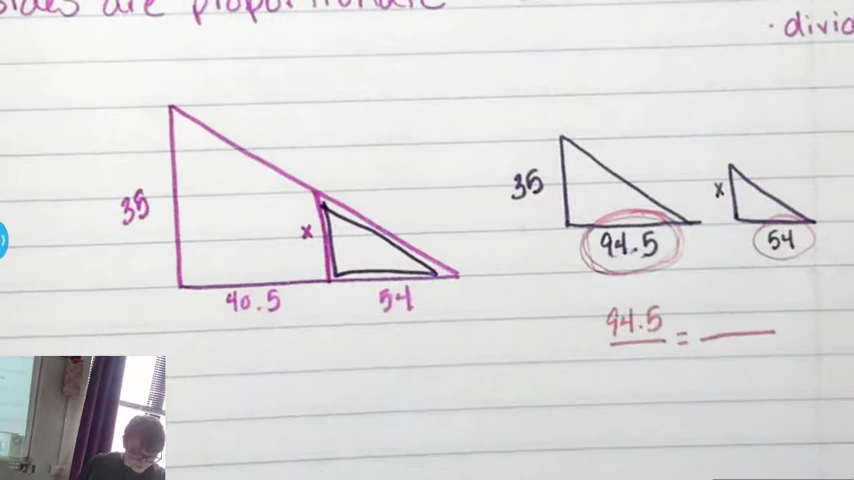 sides are proportionate
· divid
35
x
40.5
54
35
94.5
x
54
94.5 =